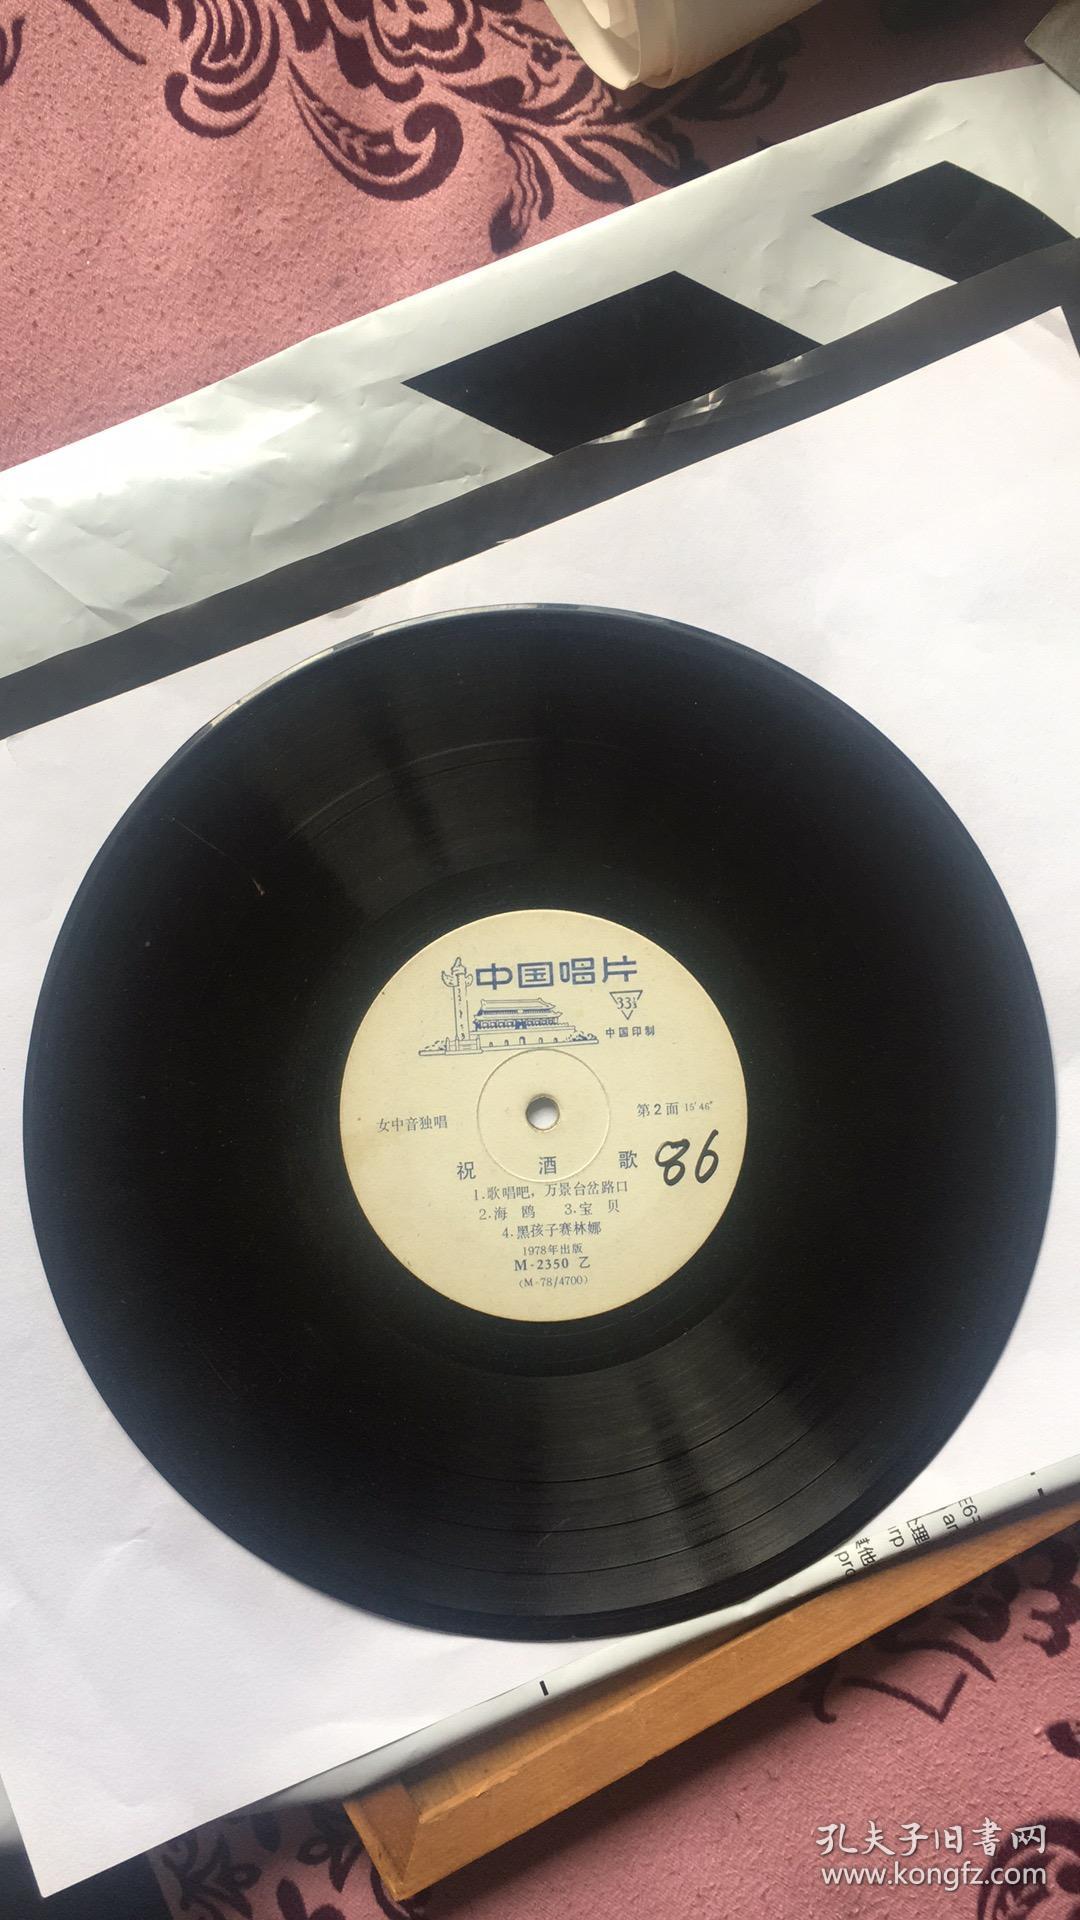 中国唱片
33⅓
中国印制
女中音独唱
第2面 15′46″
祝 酒 歌
86
1.歌唱吧，万景台岔路口
2.海 鸥 3.宝 贝
4.黑孩子赛林娜
1978年出版
M-2350 乙
(M-78/4700)
孔夫子旧書网
www.kongfz.com